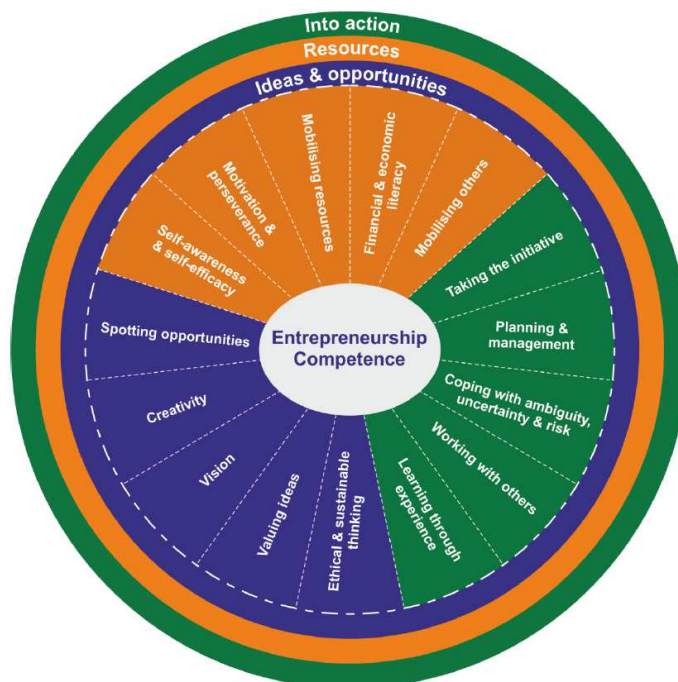 Into action
Resources
Ideas & opportunities
Self-awareness
& self-efficacy
Motivation &
perseverance
Mobilising resources
Financial & economic
literacy
Mobilising others
Taking the initiative
Planning &
management
Coping with ambiguity,
uncertainty & risk
Working with others
Learning through
experience
Ethical & sustainable
thinking
Valuing ideas
Vision
Creativity
Spotting opportunities
Entrepreneurship
Competence